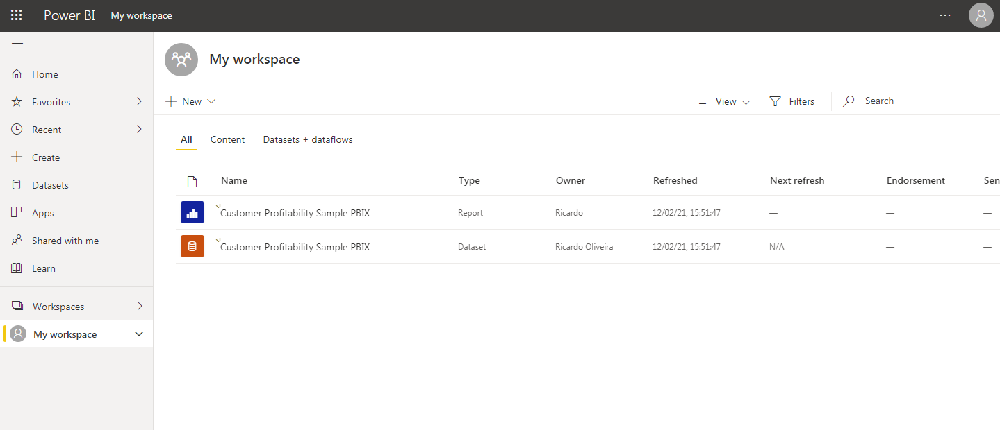 Power BI My workspace
My workspace
Home
Favorites
Recent
Create
Datasets
Apps
Shared with me
Learn
Workspaces
My workspace
New View Filters Search
All Content Datasets + dataflows
Name Type Owner Refreshed Next refresh Endorsement Sen
Customer Profitability Sample PBIX Report Ricardo 12/02/21, 15:51:47 — — —
Customer Profitability Sample PBIX Dataset Ricardo Oliveira 12/02/21, 15:51:47 N/A — —